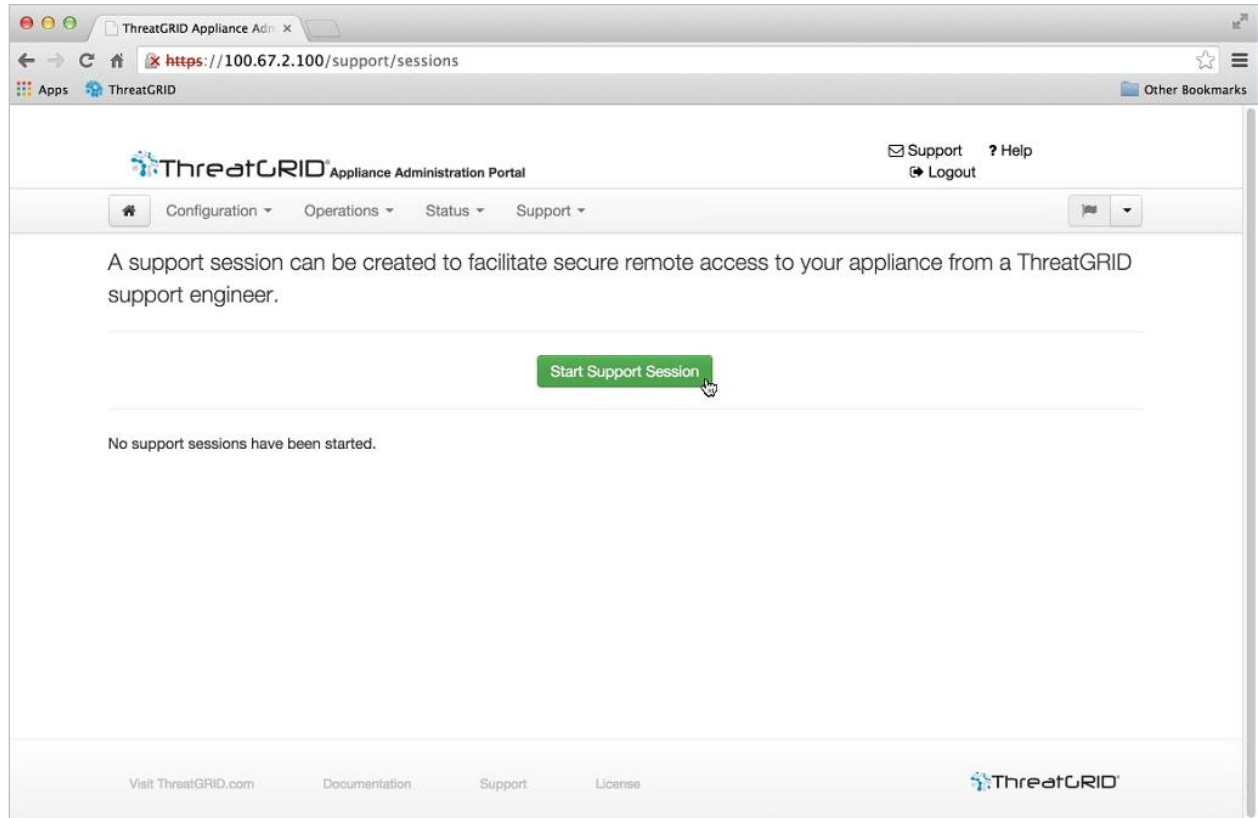 ThreatGRID Appliance Adn
https://100.67.2.100/support/sessions
Apps ThreatGRID Other Bookmarks
ThreatGRID® Appliance Administration Portal
Support ? Help
Logout
Configuration Operations Status Support
A support session can be created to facilitate secure remote access to your appliance from a ThreatGRID
support engineer.
Start Support Session
No support sessions have been started.
Visit ThreatGRID.com Documentation Support License ThreatGRID®